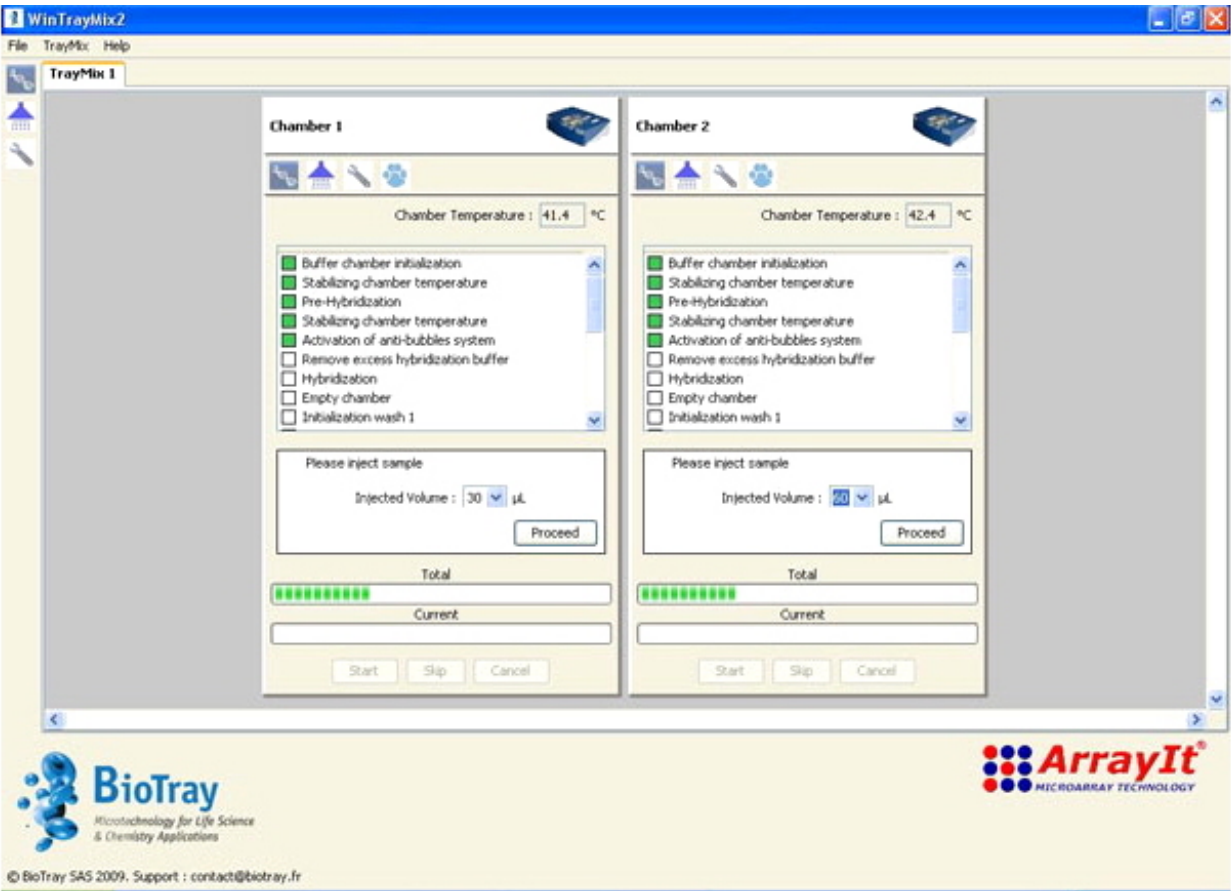 WinTrayMix2
File TrayMix Help
TrayMix 1
Chamber 1
Chamber Temperature : 41.4 °C
Buffer chamber initialization
Stabilizing chamber temperature
Pre-Hybridization
Stabilizing chamber temperature
Activation of anti-bubbles system
Remove excess hybridization buffer
Hybridization
Empty chamber
Initialization wash 1
Please inject sample
Injected Volume : 30 µL
Proceed
Total
Current
Start Skip Cancel
Chamber 2
Chamber Temperature : 42.4 °C
Buffer chamber initialization
Stabilizing chamber temperature
Pre-Hybridization
Stabilizing chamber temperature
Activation of anti-bubbles system
Remove excess hybridization buffer
Hybridization
Empty chamber
Initialization wash 1
Please inject sample
Injected Volume : 60 µL
Proceed
Total
Current
Start Skip Cancel
BioTray
Microtechnology for Life Science
& Chemistry Applications
ArrayIt®
MICROARRAY TECHNOLOGY
© BioTray SAS 2009. Support : contact@biotray.fr